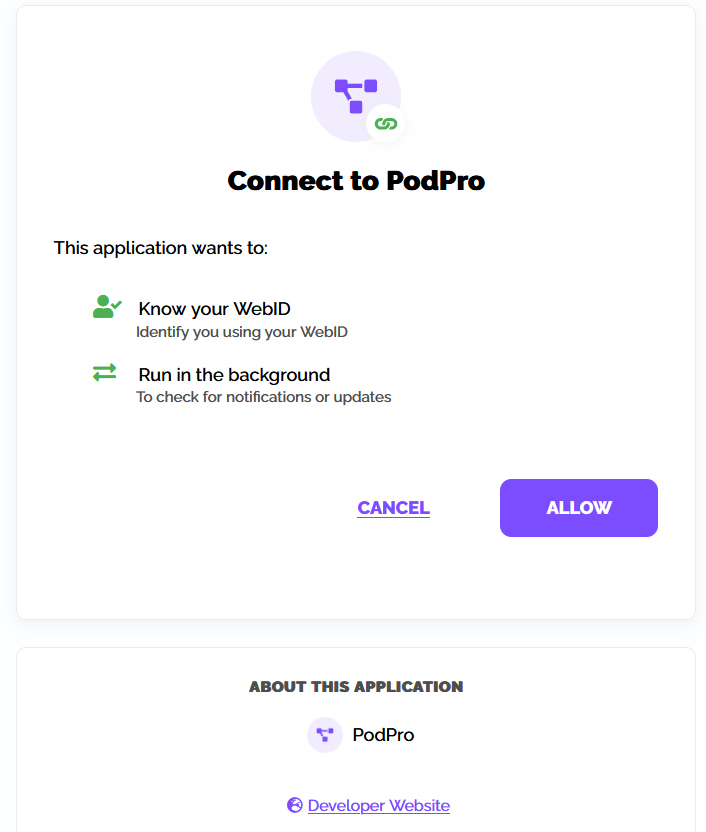 Connect to PodPro
This application wants to:
Know your WebID
Identify you using your WebID
Run in the background
To check for notifications or updates
CANCEL
ALLOW
ABOUT THIS APPLICATION
PodPro
Developer Website